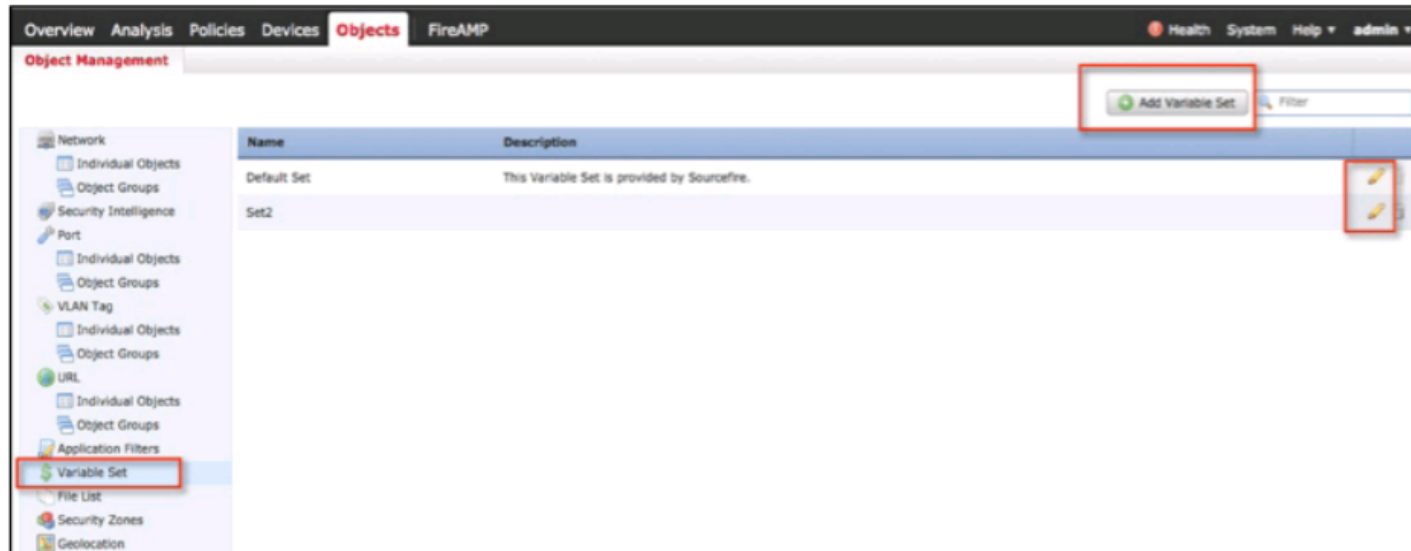 Overview Analysis Policies Devices Objects FireAMP Health System Help admin
Object Management
Add Variable Set Filter
Name Description
Default Set This Variable Set is provided by Sourcefire.
Set2
Network
Individual Objects
Object Groups
Security Intelligence
Port
Individual Objects
Object Groups
VLAN Tag
Individual Objects
Object Groups
URL
Individual Objects
Object Groups
Application Filters
$ Variable Set
File List
Security Zones
Geolocation